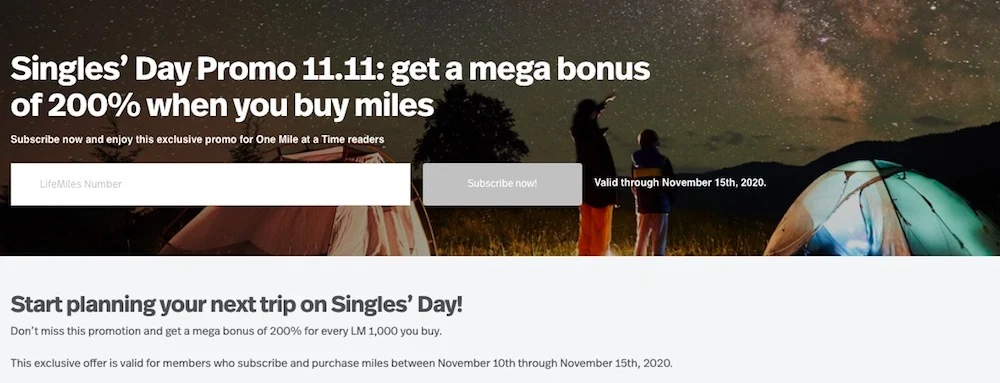 Singles’ Day Promo 11.11: get a mega bonus
of 200% when you buy miles
Subscribe now and enjoy this exclusive promo for One Mile at a Time readers
LifeMiles Number
Subscribe now!
Valid through November 15th, 2020.
Start planning your next trip on Singles’ Day!
Don’t miss this promotion and get a mega bonus of 200% for every LM 1,000 you buy.
This exclusive offer is valid for members who subscribe and purchase miles between November 10th through November 15th, 2020.